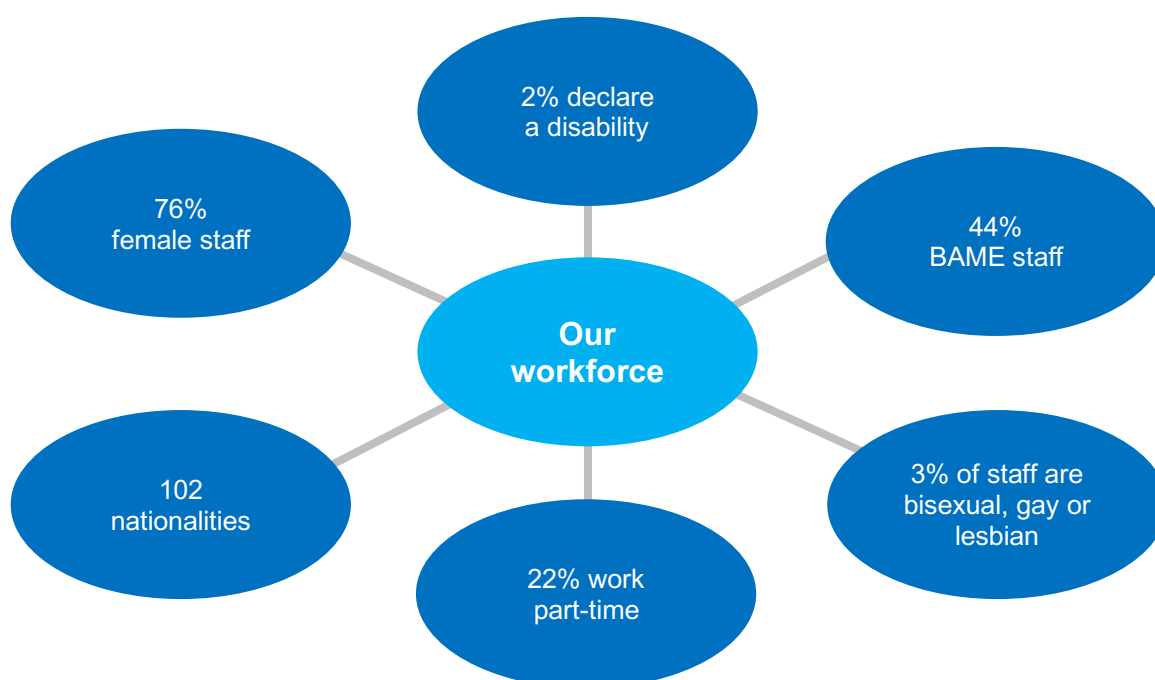 2% declare
a disability
76%
female staff
44%
BAME staff
Our
workforce
102
nationalities
3% of staff are
bisexual, gay or
lesbian
22% work
part-time